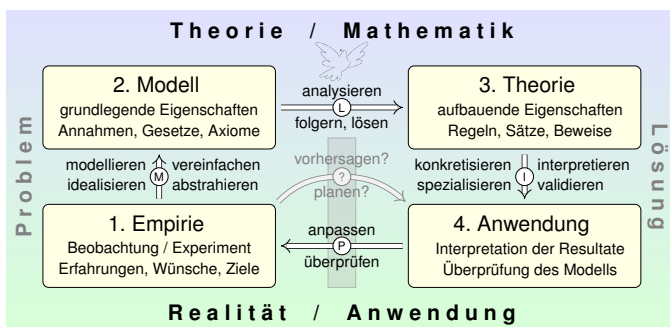 Theorie / Mathematik
Problem
2. Modell
grundlegende Eigenschaften
Annahmen, Gesetze, Axiome
analysieren
L
folgern, lösen
3. Theorie
aufbauende Eigenschaften
Regeln, Sätze, Beweise
Lösung
modellieren vereinfachen
M
idealisieren abstrahieren
vorhersagen?
?
planen?
konkretisieren interpretieren
I
spezialisieren validieren
1. Empirie
Beobachtung / Experiment
Erfahrungen, Wünsche, Ziele
anpassen
P
überprüfen
4. Anwendung
Interpretation der Resultate
Überprüfung des Modells
Realität / Anwendung